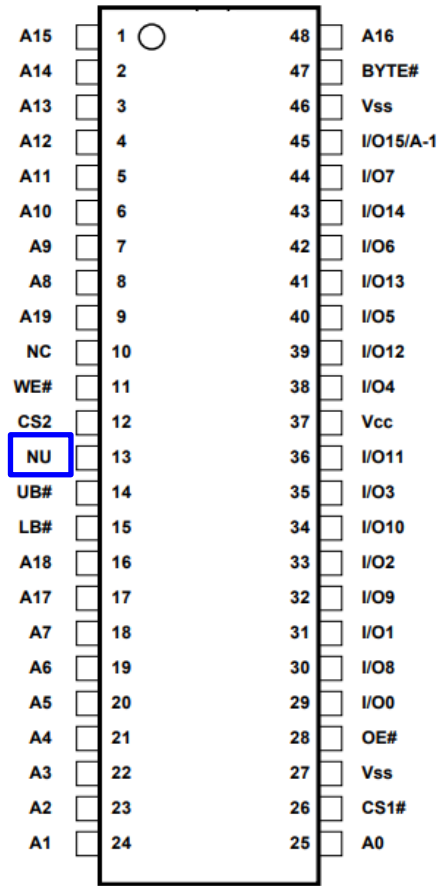 A15 1 48 A16
A14 2 47 BYTE#
A13 3 46 Vss
A12 4 45 I/O15/A-1
A11 5 44 I/O7
A10 6 43 I/O14
A9 7 42 I/O6
A8 8 41 I/O13
A19 9 40 I/O5
NC 10 39 I/O12
WE# 11 38 I/O4
CS2 12 37 Vcc
NU 13 36 I/O11
UB# 14 35 I/O3
LB# 15 34 I/O10
A18 16 33 I/O2
A17 17 32 I/O9
A7 18 31 I/O1
A6 19 30 I/O8
A5 20 29 I/O0
A4 21 28 OE#
A3 22 27 Vss
A2 23 26 CS1#
A1 24 25 A0